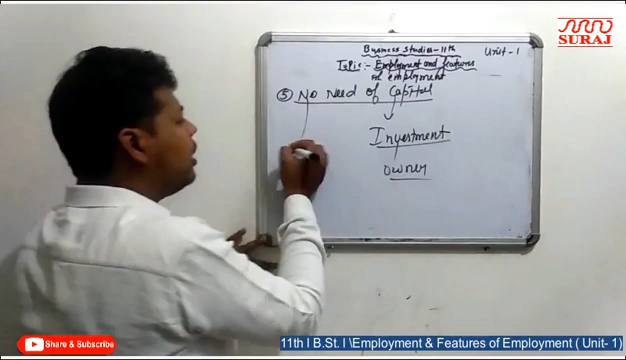 SURAJ
Business Studies - 11th
Unit - 1
Topic :- Employment and features
of employment
⑤ No Need of Capital
Investment
owner
Share & Subscribe
11th I B.St. I \Employment & Features of Employment ( Unit- 1)